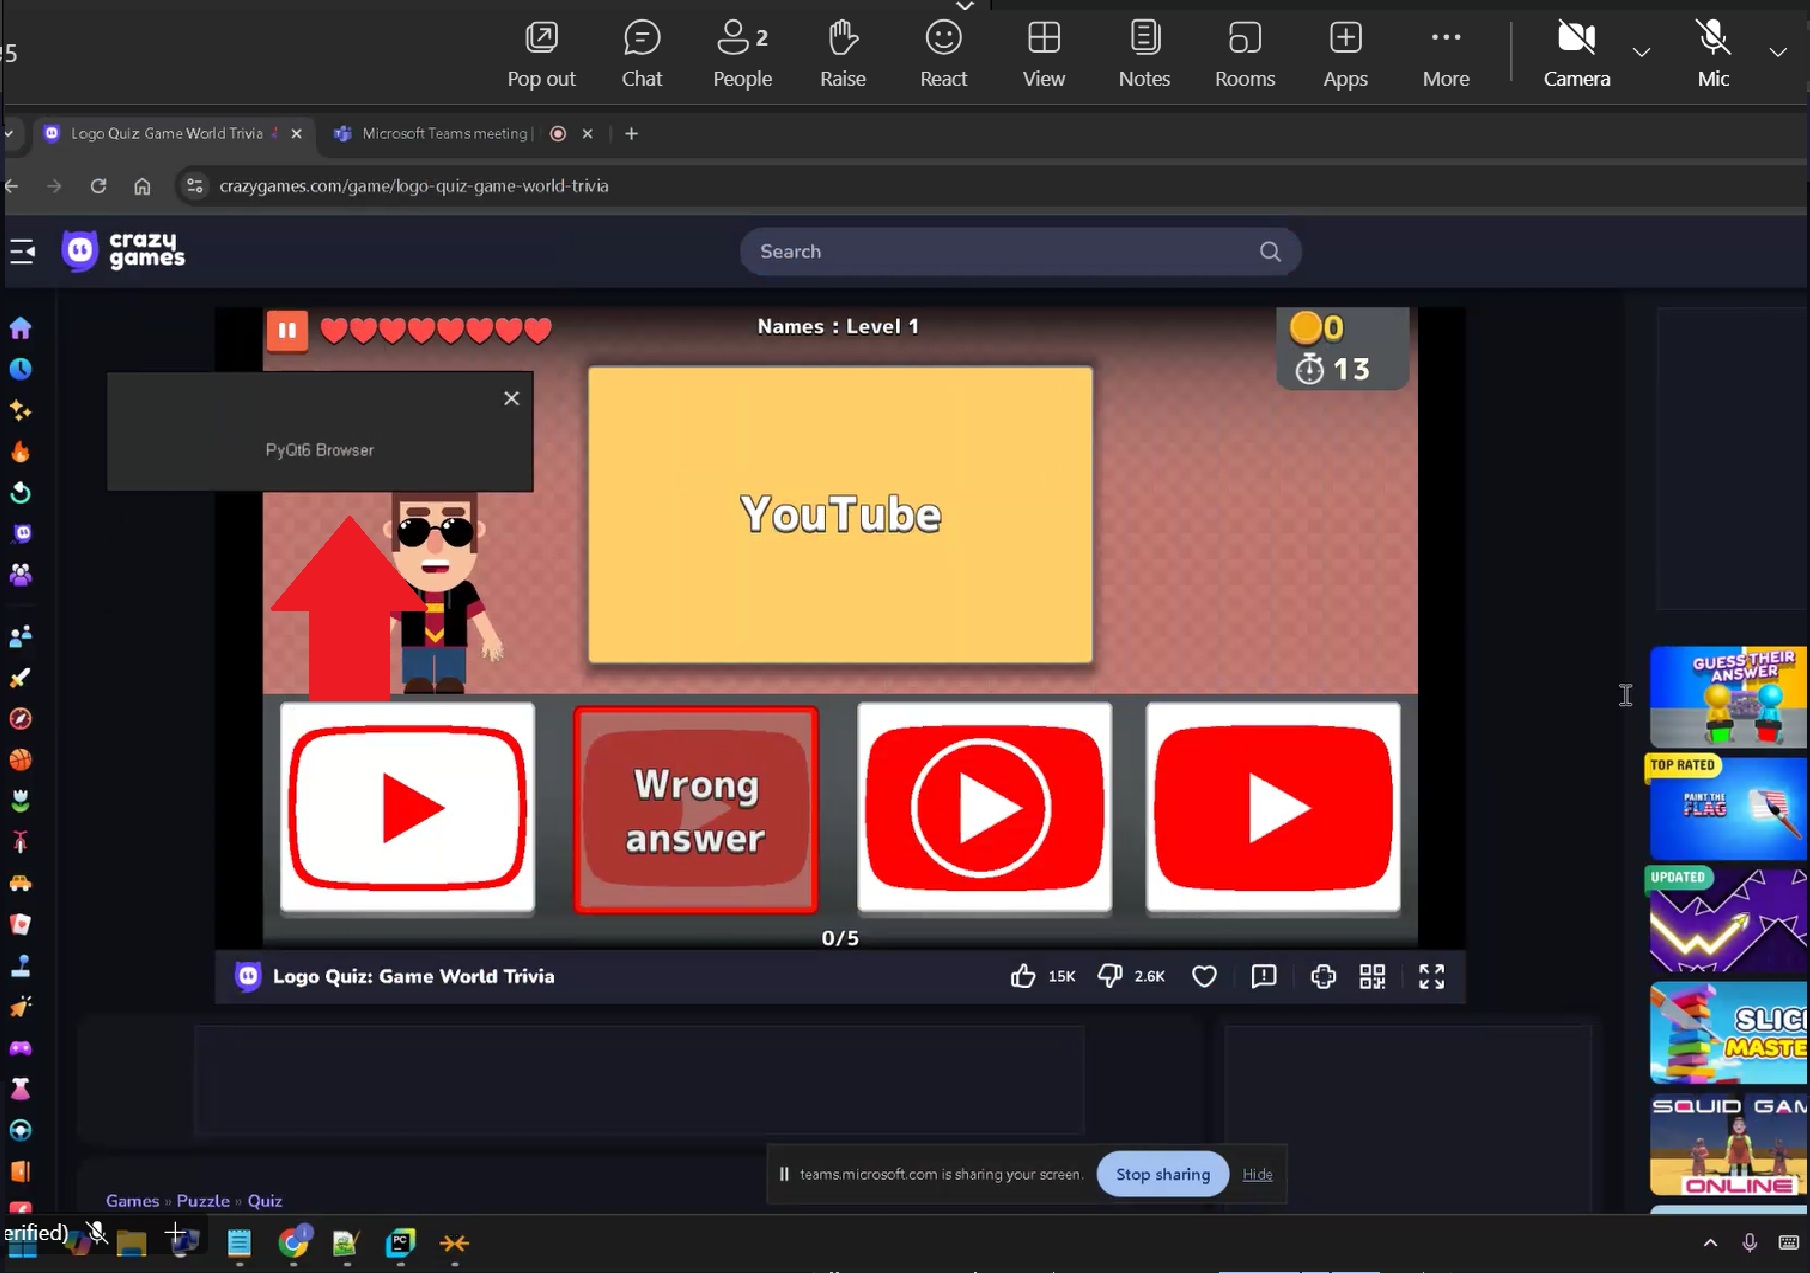 :5
Pop out
Chat
2
People
Raise
React
View
Notes
Rooms
Apps
More
Camera
Mic
Logo Quiz: Game World Trivia
Microsoft Teams meeting |
crazygames.com/game/logo-quiz-game-world-trivia
crazy
games
Search
Names : Level 1
0
13
PyQt6 Browser
YouTube
Wrong
answer
0/5
GUESS THEIR
ANSWER
TOP RATED
PAINT THE
FLAG
UPDATED
SLIC
MASTE
SQUID GAM
ONLINE
Logo Quiz: Game World Trivia
15K
2.6K
teams.microsoft.com is sharing your screen.
Stop sharing
Hide
Games » Puzzle » Quiz
erified)
PC